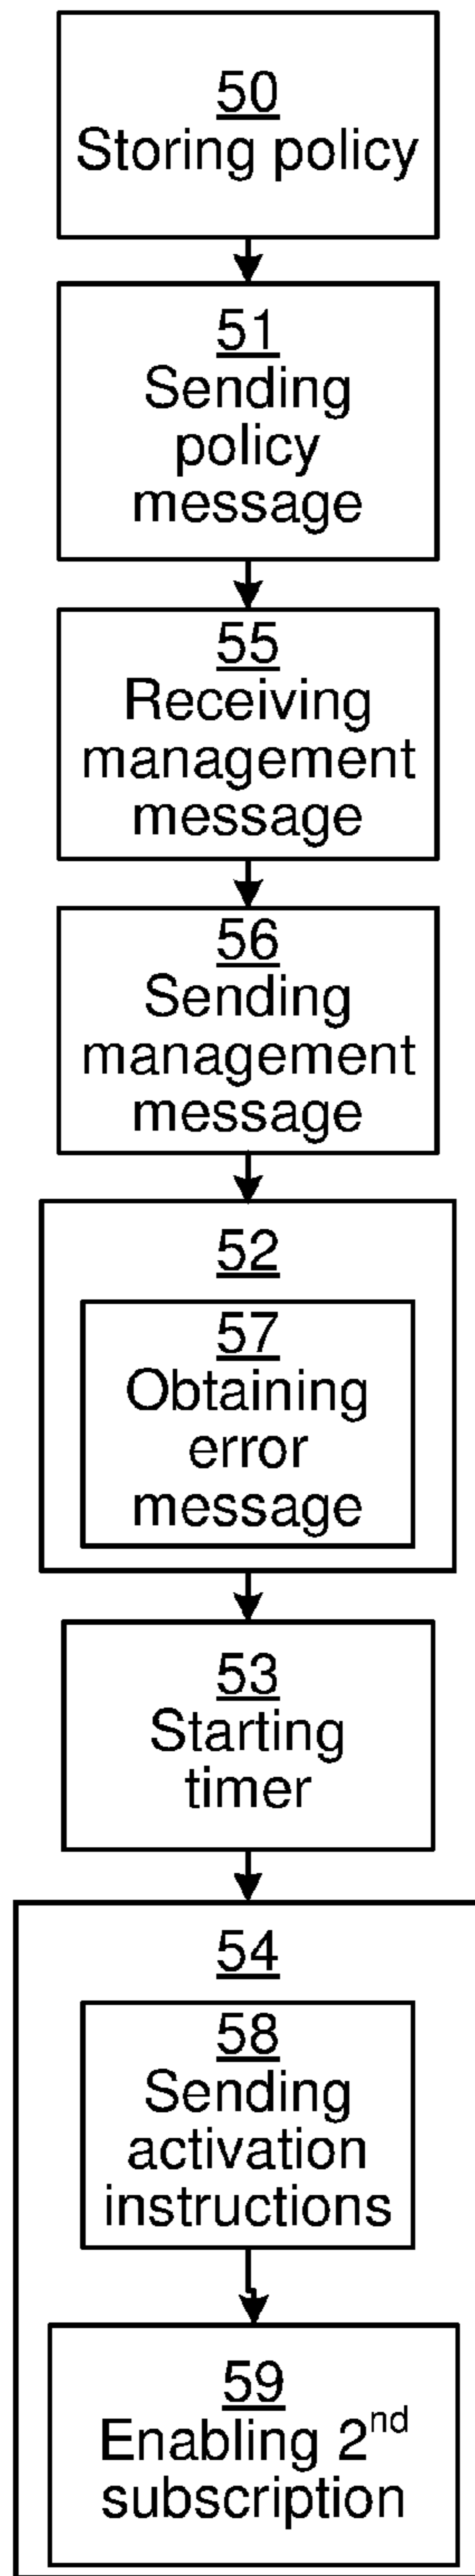 50
Storing policy
51
Sending
policy
message
55
Receiving
management
message
56
Sending
management
message
52
57
Obtaining
error
message
53
Starting
timer
54
58
Sending
activation
instructions
59
Enabling 2nd
subscription